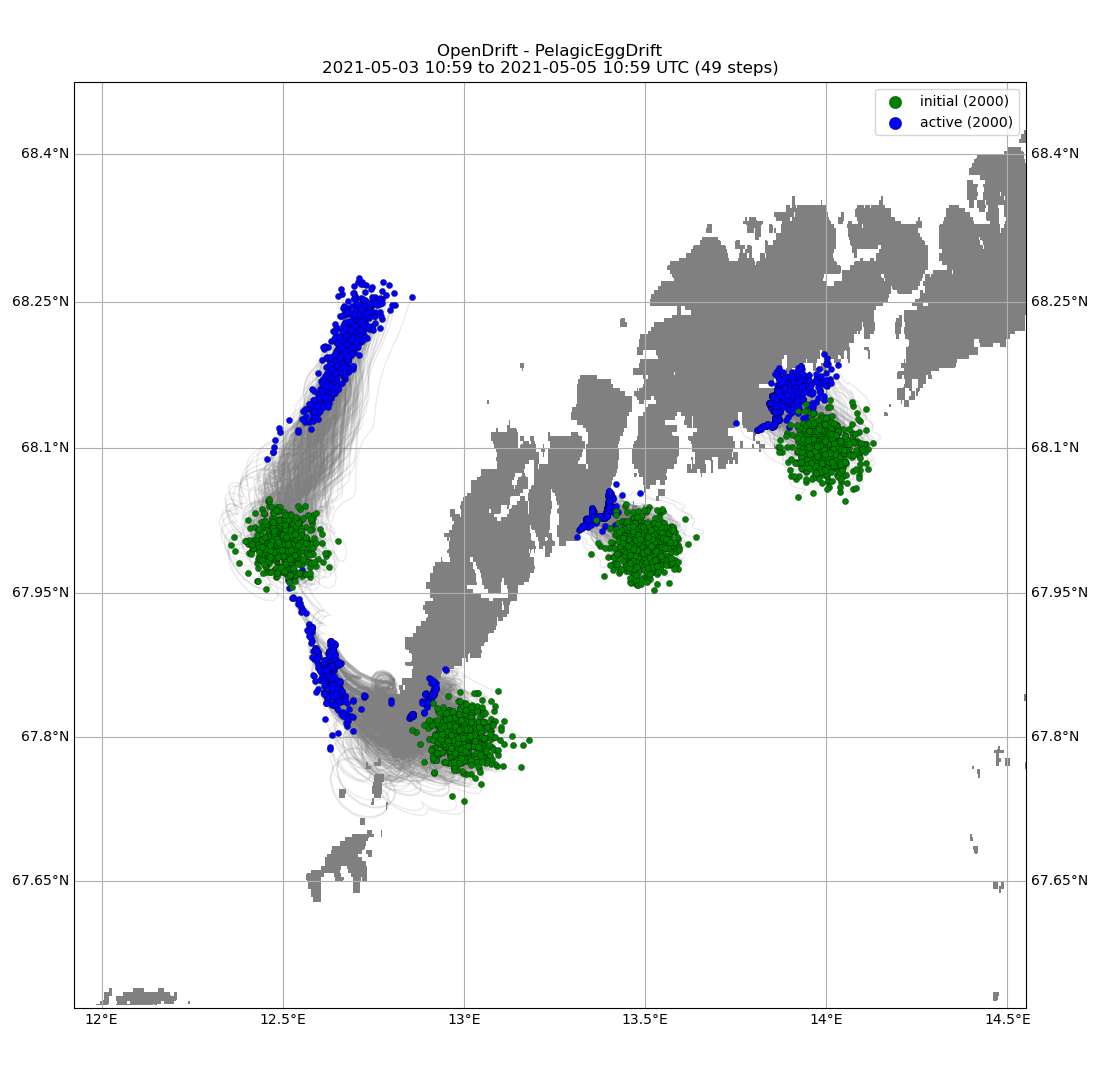 OpenDrift - PelagicEggDrift
2021-05-03 10:59 to 2021-05-05 10:59 UTC (49 steps)
initial (2000)
active (2000)
68.4°N
68.4°N
68.25°N
68.25°N
68.1°N
68.1°N
67.95°N
67.95°N
67.8°N
67.8°N
67.65°N
67.65°N
12°E
12.5°E
13°E
13.5°E
14°E
14.5°E